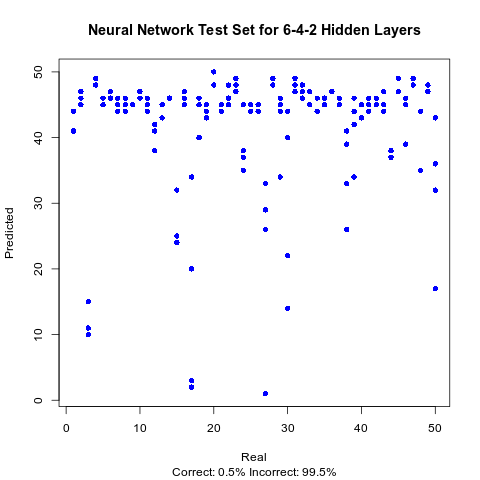 Neural Network Test Set for 6-4-2 Hidden Layers
Predicted
50
40
30
20
10
0
0 10 20 30 40 50
Real
Correct: 0.5% Incorrect: 99.5%